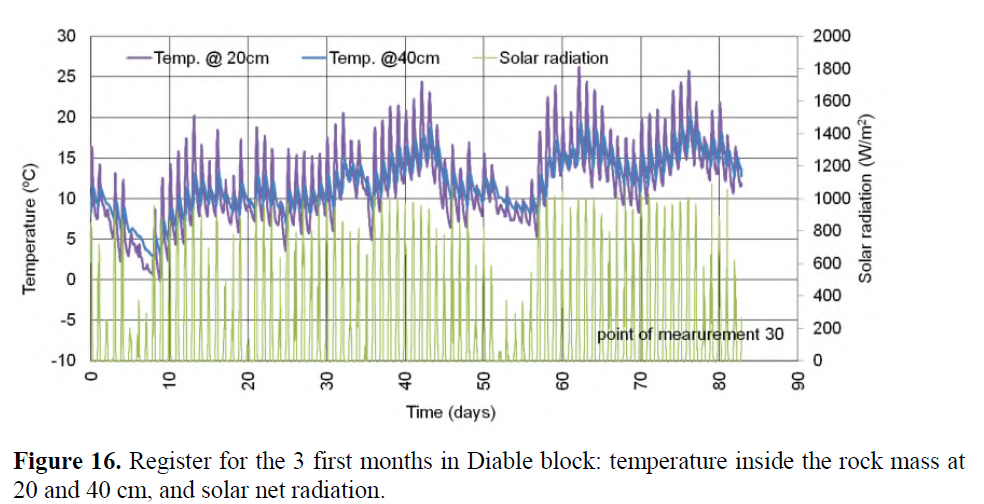 30
25
20
15
10
5
0
-5
-10
Temperature (ºC)
Temp. @ 20cm Temp. @40cm Solar radiation
2000
1800
1600
1400
1200
1000
800
600
400
200
0
Solar radiation (W/m²)
point of mearurement 30
0 10 20 30 40 50 60 70 80 90
Time (days)
Figure 16. Register for the 3 first months in Diable block: temperature inside the rock mass at
20 and 40 cm, and solar net radiation.